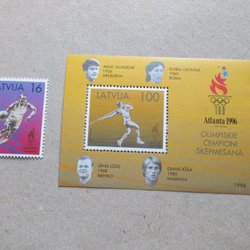 LATVIJA 16
INESE JAUNZEME
1956
MELBURNA
ELVĪRA OZOLIŅA
1960
ROMA
LATVIJA
100
Atlanta 1996
OLIMPISKIE
ČEMPIONI
ŠĶĒPMEŠANĀ
JĀNIS LŪSIS
1968
MEHIKO
DAINIS KŪLA
1980
MASKAVA
1996